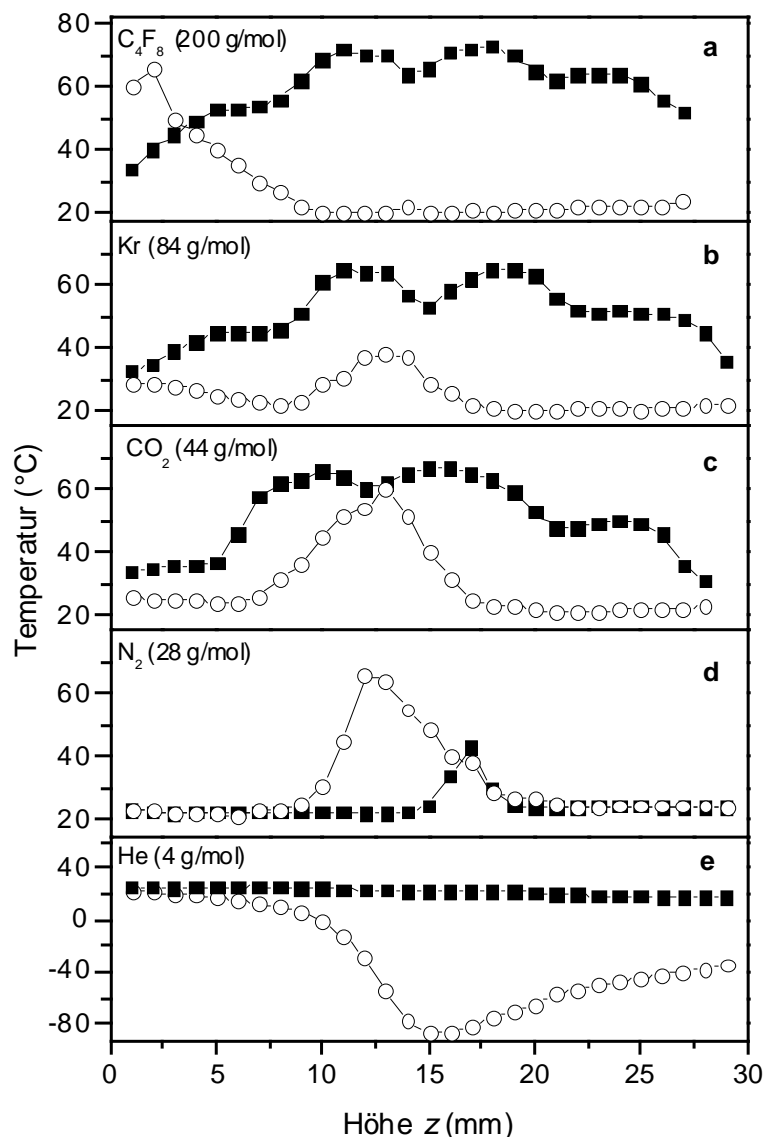 80
C₄F₈ (200 g/mol)
a
60
40
20
Kr (84 g/mol)
b
60
40
20
CO₂ (44 g/mol)
c
60
40
20
N₂ (28 g/mol)
d
60
40
20
He (4 g/mol)
e
40
0
-40
-80
0 5 10 15 20 25 30
Temperatur (°C)
Höhe z (mm)